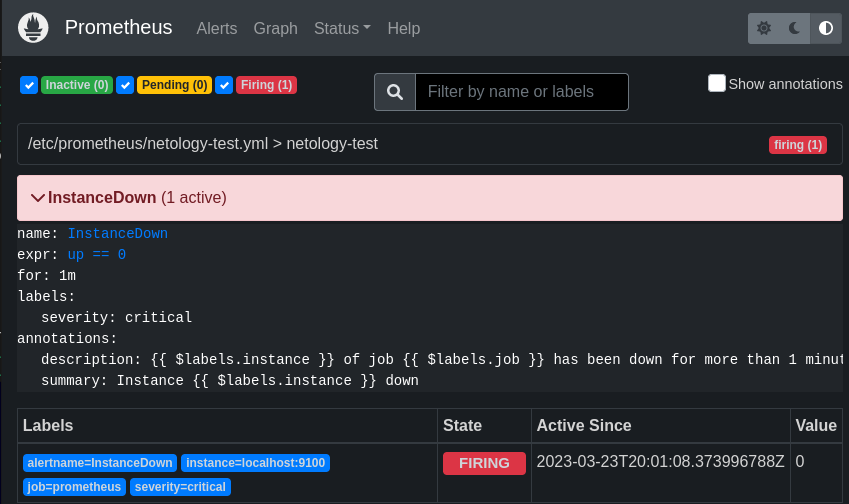 Prometheus Alerts Graph Status Help
Inactive (0) Pending (0) Firing (1) Filter by name or labels Show annotations
/etc/prometheus/netology-test.yml > netology-test firing (1)
InstanceDown (1 active)
name: InstanceDown
expr: up == 0
for: 1m
labels:
severity: critical
annotations:
description: {{ $labels.instance }} of job {{ $labels.job }} has been down for more than 1 minut
summary: Instance {{ $labels.instance }} down
Labels State Active Since Value
alertname=InstanceDown instance=localhost:9100 FIRING 2023-03-23T20:01:08.373996788Z 0
job=prometheus severity=critical